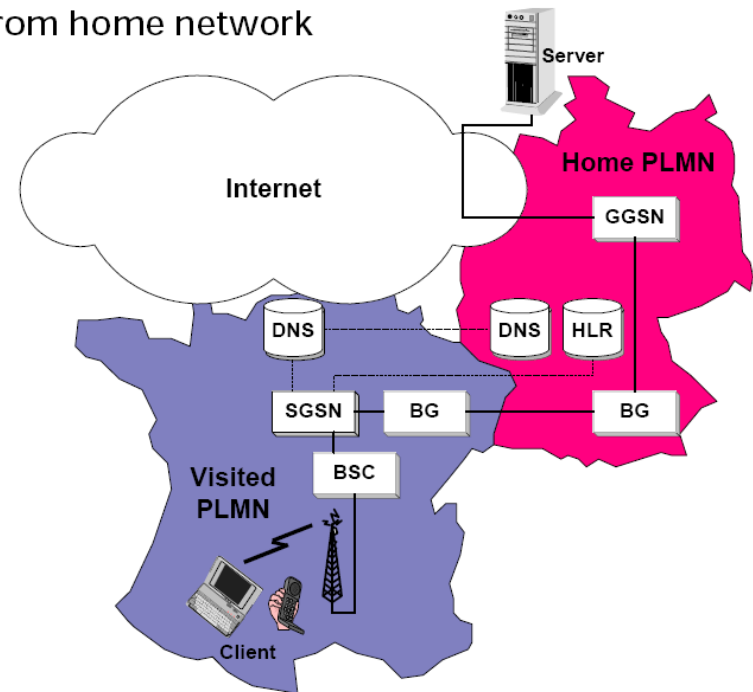 rom home network
Server
Home PLMN
Internet
GGSN
DNS
DNS
HLR
SGSN
BG
BG
BSC
Visited
PLMN
Client